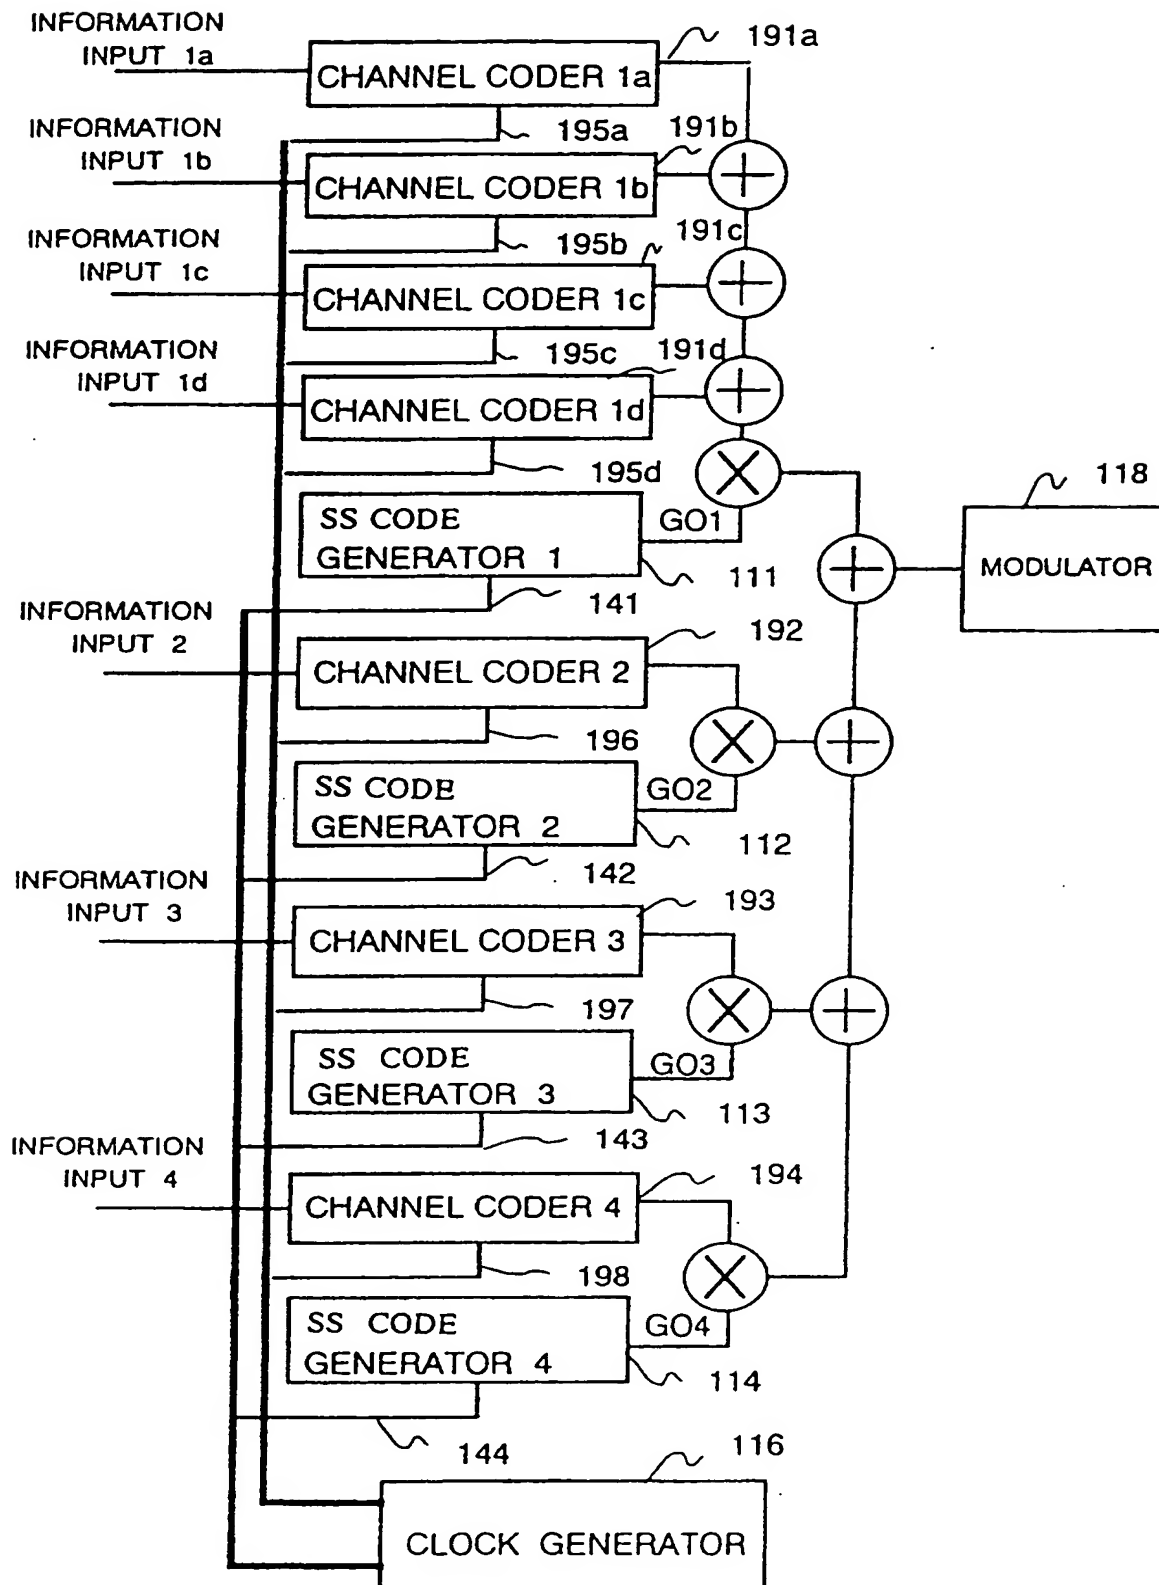 INFORMATION
INPUT 1a
CHANNEL CODER 1a
191a
195a
INFORMATION
INPUT 1b
CHANNEL CODER 1b
191b
195b
INFORMATION
INPUT 1c
CHANNEL CODER 1c
191c
195c
INFORMATION
INPUT 1d
CHANNEL CODER 1d
191d
195d
SS CODE
GENERATOR 1
GO1
111
141
118
MODULATOR
INFORMATION
INPUT 2
CHANNEL CODER 2
192
196
SS CODE
GENERATOR 2
GO2
112
142
INFORMATION
INPUT 3
CHANNEL CODER 3
193
197
SS CODE
GENERATOR 3
GO3
113
143
INFORMATION
INPUT 4
CHANNEL CODER 4
194
198
SS CODE
GENERATOR 4
GO4
114
144
116
CLOCK GENERATOR